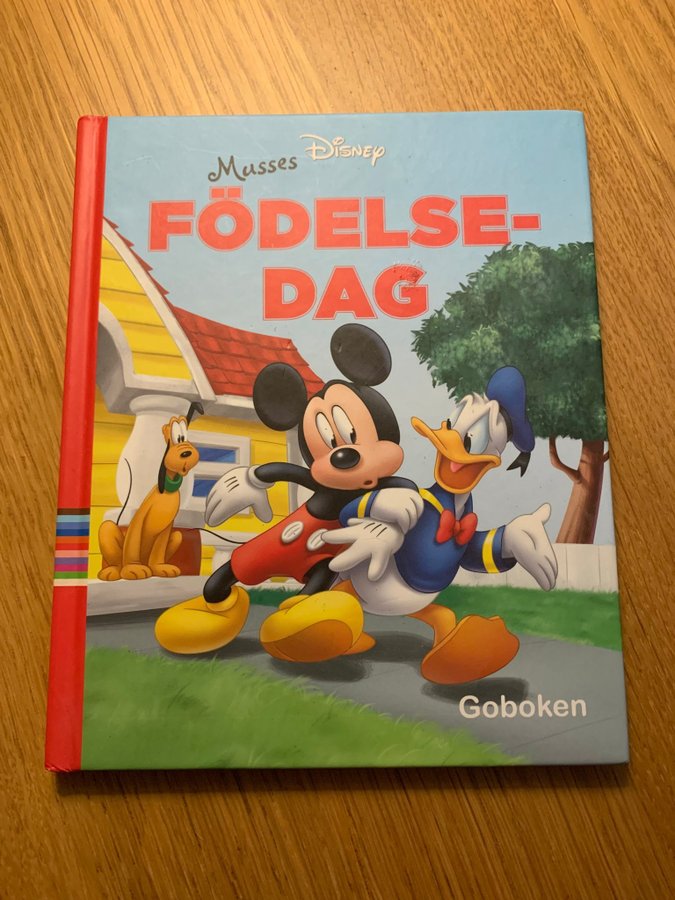 Disney
Musses
FÖDELSE-
DAG
Goboken